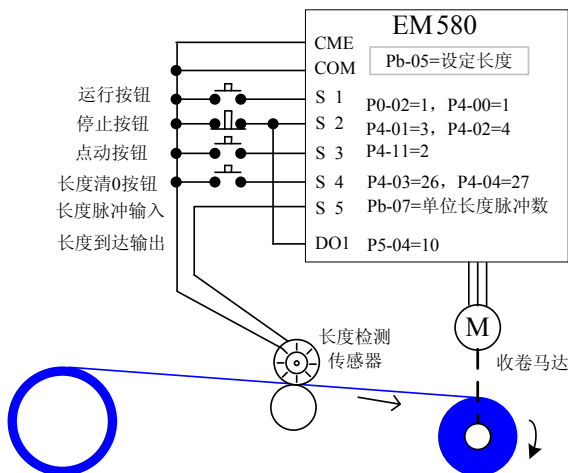 EM580
CME
COM
Pb-05=设定长度
运行按钮
S 1
P0-02=1，P4-00=1
停止按钮
S 2
P4-01=3，P4-02=4
点动按钮
S 3
P4-11=2
长度清0按钮
S 4
P4-03=26，P4-04=27
长度脉冲输入
S 5
Pb-07=单位长度脉冲数
长度到达输出
DO1
P5-04=10
M
长度检测
传感器
收卷马达